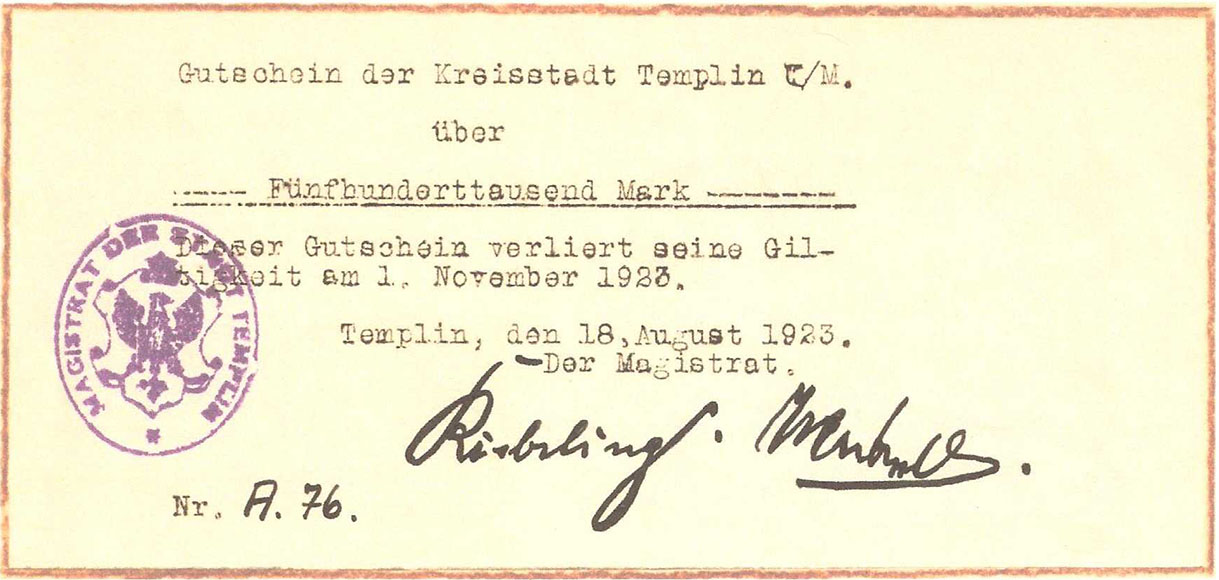 Gutschein der Kreisstadt Templin U/M.
über
---- Fünfhunderttausend Mark -------
Dieser Gutschein verliert seine Gil-
tigkeit am 1. November 1923.
Templin, den 18.August 1923.
Der Magistrat.
MAGISTRAT DER STADT TEMPLIN
Nr. A. 76.